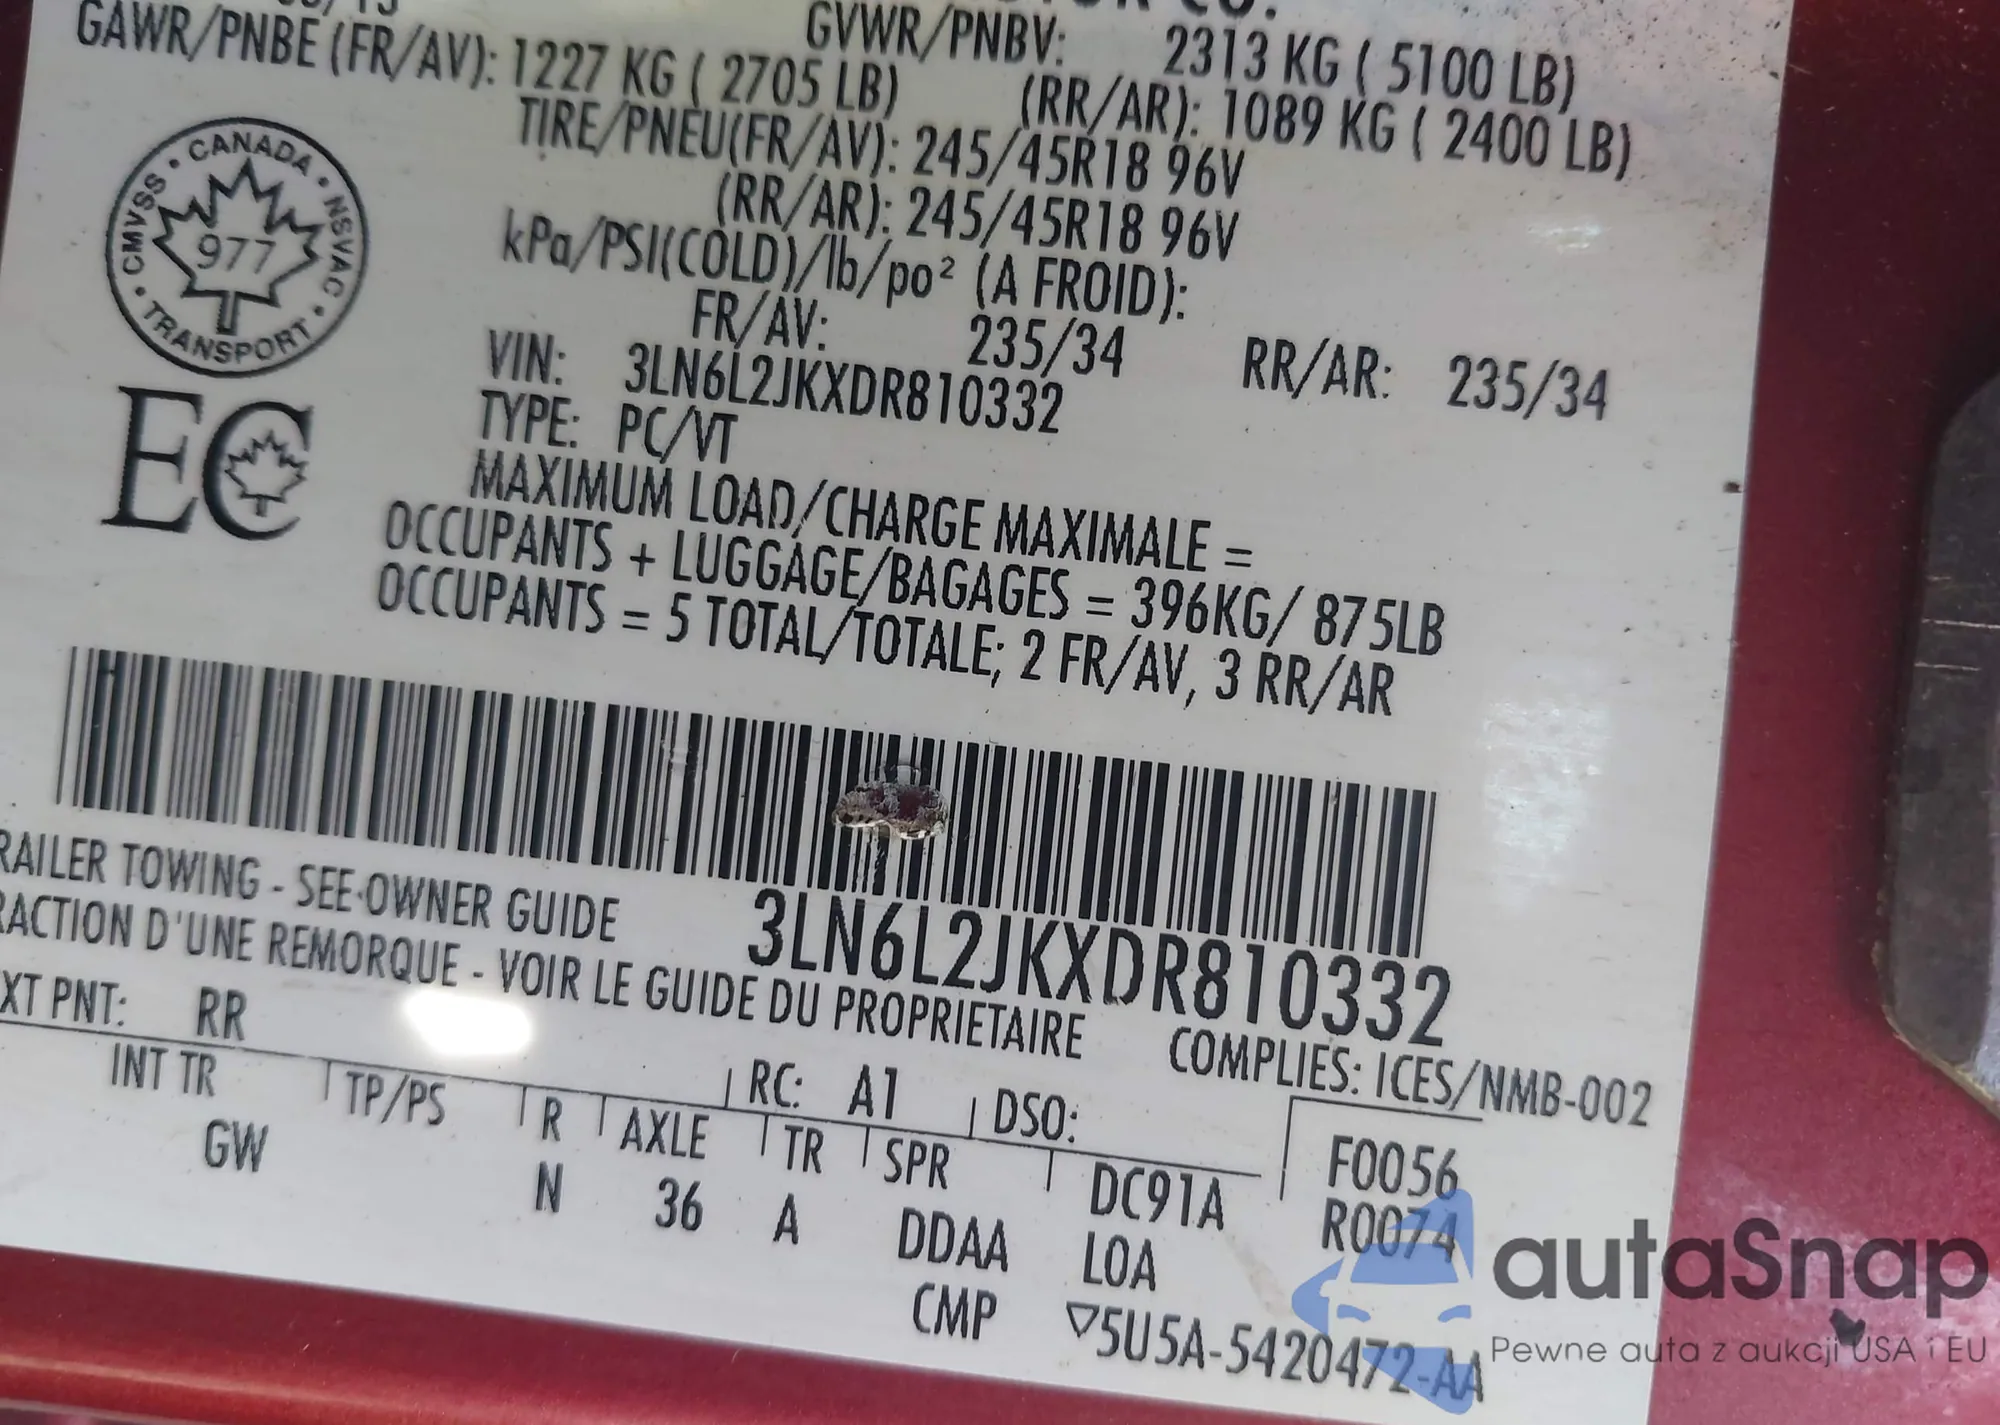 GVWR/PNBV: 2313 KG ( 5100 LB)
GAWR/PNBE (FR/AV): 1227 KG ( 2705 LB) (RR/AR): 1089 KG ( 2400 LB)
TIRE/PNEU(FR/AV): 245/45R18 96V
(RR/AR): 245/45R18 96V
kPa/PSI(COLD)/lb/po² (A FROID):
FR/AV: 235/34 RR/AR: 235/34
VIN: 3LN6L2JKXDR810332
TYPE: PC/VT
CANADA • NSVAC • TRANSPORT • CMVSS •
977
EC
MAXIMUM LOAD/CHARGE MAXIMALE =
OCCUPANTS + LUGGAGE/BAGAGES = 396KG/ 875LB
OCCUPANTS = 5 TOTAL/TOTALE; 2 FR/AV, 3 RR/AR
RAILER TOWING - SEE OWNER GUIDE
RACTION D'UNE REMORQUE - VOIR LE GUIDE DU PROPRIETAIRE
3LN6L2JKXDR810332
COMPLIES: ICES/NMB-002
XT PNT: RR RC: A1 DSO:
INT TR TP/PS R AXLE TR SPR DC91A F0056
GW N 36 A DDAA LOA R0074
CMP ▽5U5A-5420472-AA
autaSnap
Pewne auta z aukcji USA i EU